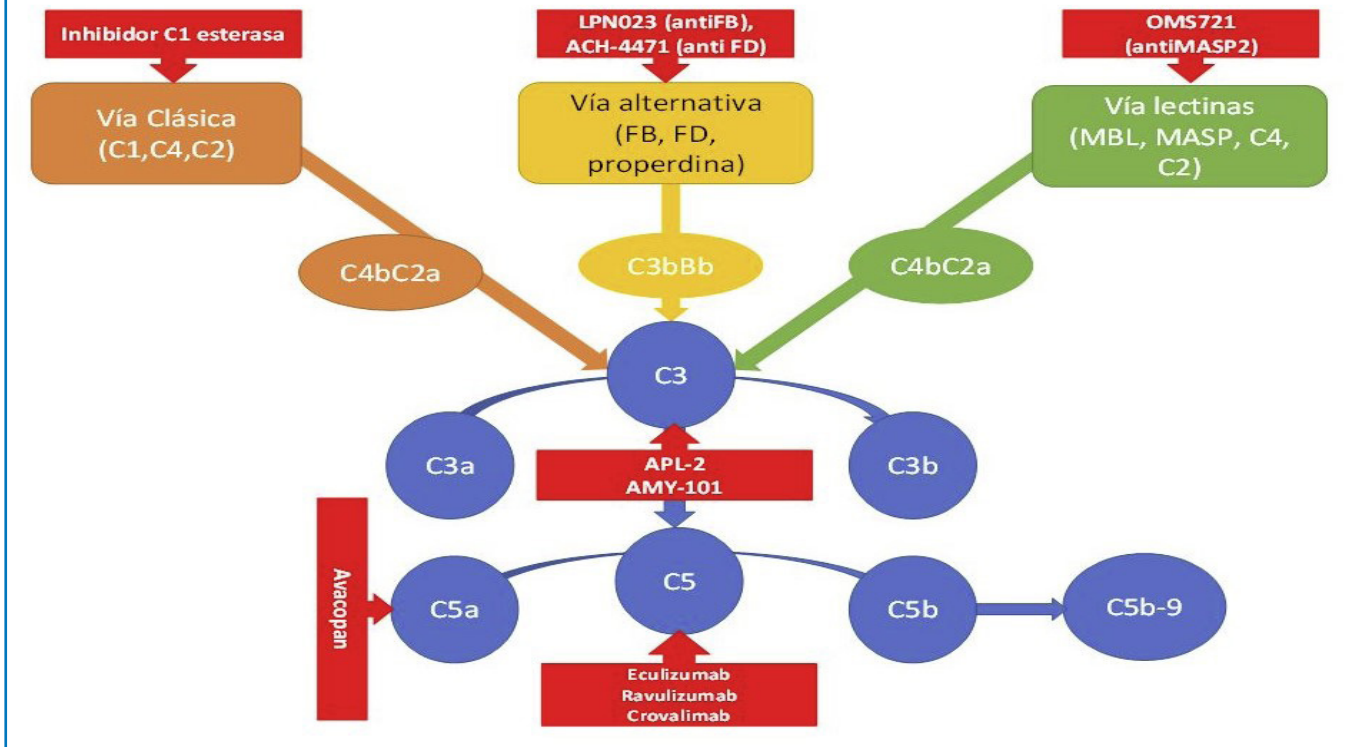 Inhibidor C1 esterasa
LPN023 (antiFB),
ACH-4471 (anti FD)
OMS721
(antiMASP2)
Vía Clásica
(C1,C4,C2)
Vía alternativa
(FB, FD,
properdina)
Vía lectinas
(MBL, MASP, C4,
C2)
C4bC2a
C3bBb
C4bC2a
C3
C3a
APL-2
AMY-101
C3b
Avacopan
C5a
C5
C5b
C5b-9
Eculizumab
Ravulizumab
Crovalimab